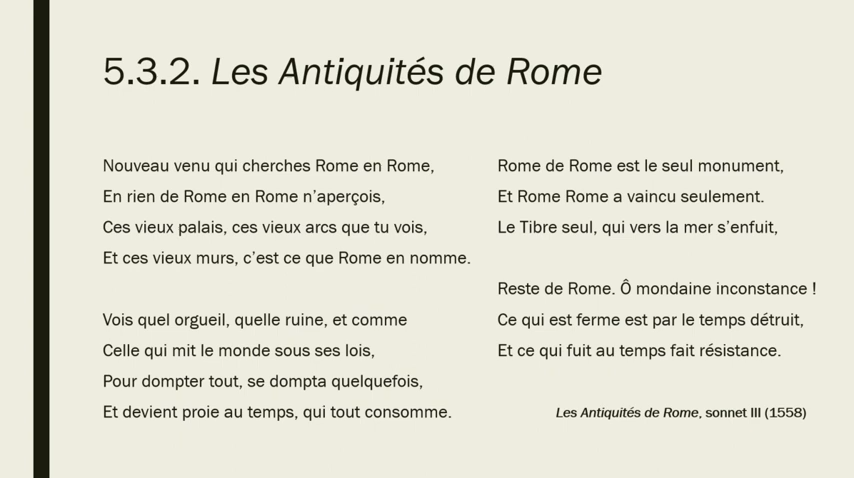 5.3.2. Les Antiquités de Rome
Nouveau venu qui cherches Rome en Rome,
En rien de Rome en Rome n’aperçois,
Ces vieux palais, ces vieux arcs que tu vois,
Et ces vieux murs, c’est ce que Rome en nomme.
Vois quel orgueil, quelle ruine, et comme
Celle qui mit le monde sous ses lois,
Pour dompter tout, se dompta quelquefois,
Et devient proie au temps, qui tout consomme.
Rome de Rome est le seul monument,
Et Rome Rome a vaincu seulement.
Le Tibre seul, qui vers la mer s’enfuit,
Reste de Rome. Ô mondaine inconstance !
Ce qui est ferme est par le temps détruit,
Et ce qui fuit au temps fait résistance.
Les Antiquités de Rome, sonnet III (1558)